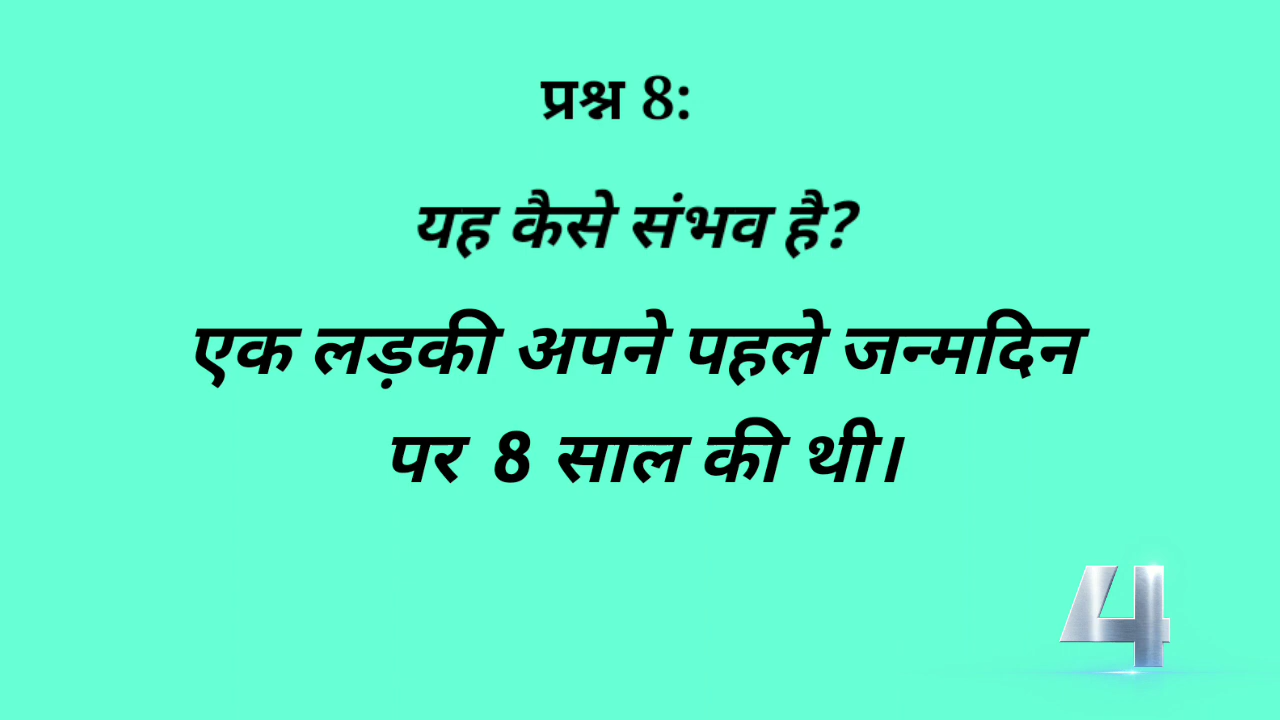 प्रश्न 8:
यह कैसे संभव है?
एक लड़की अपने पहले जन्मदिन
पर 8 साल की थी।
4